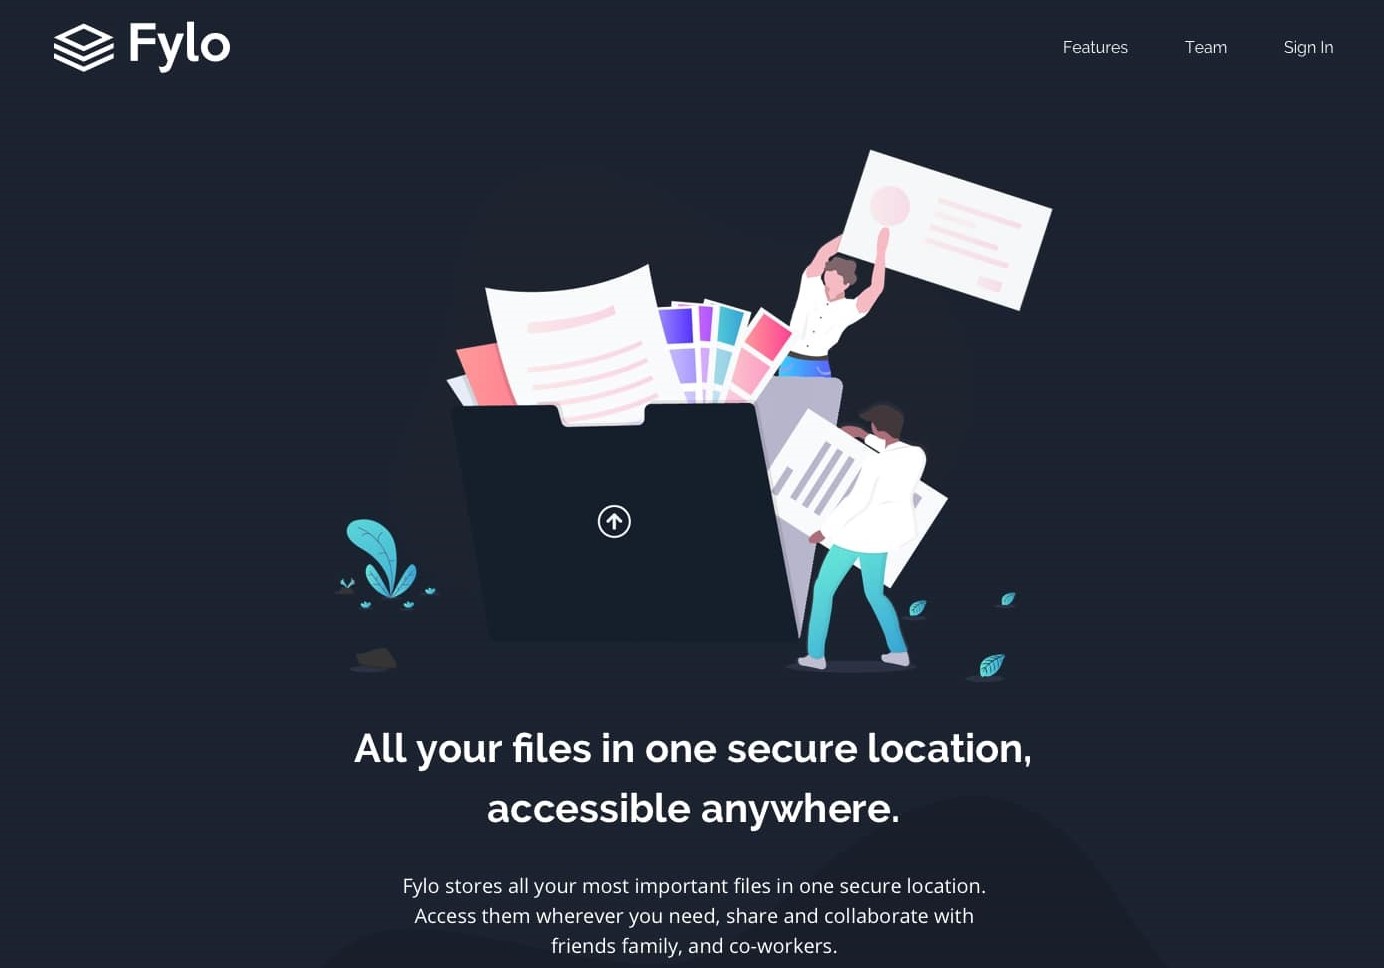 Fylo
Features
Team
Sign In
All your files in one secure location,
accessible anywhere.
Fylo stores all your most important files in one secure location.
Access them wherever you need, share and collaborate with
friends family, and co-workers.